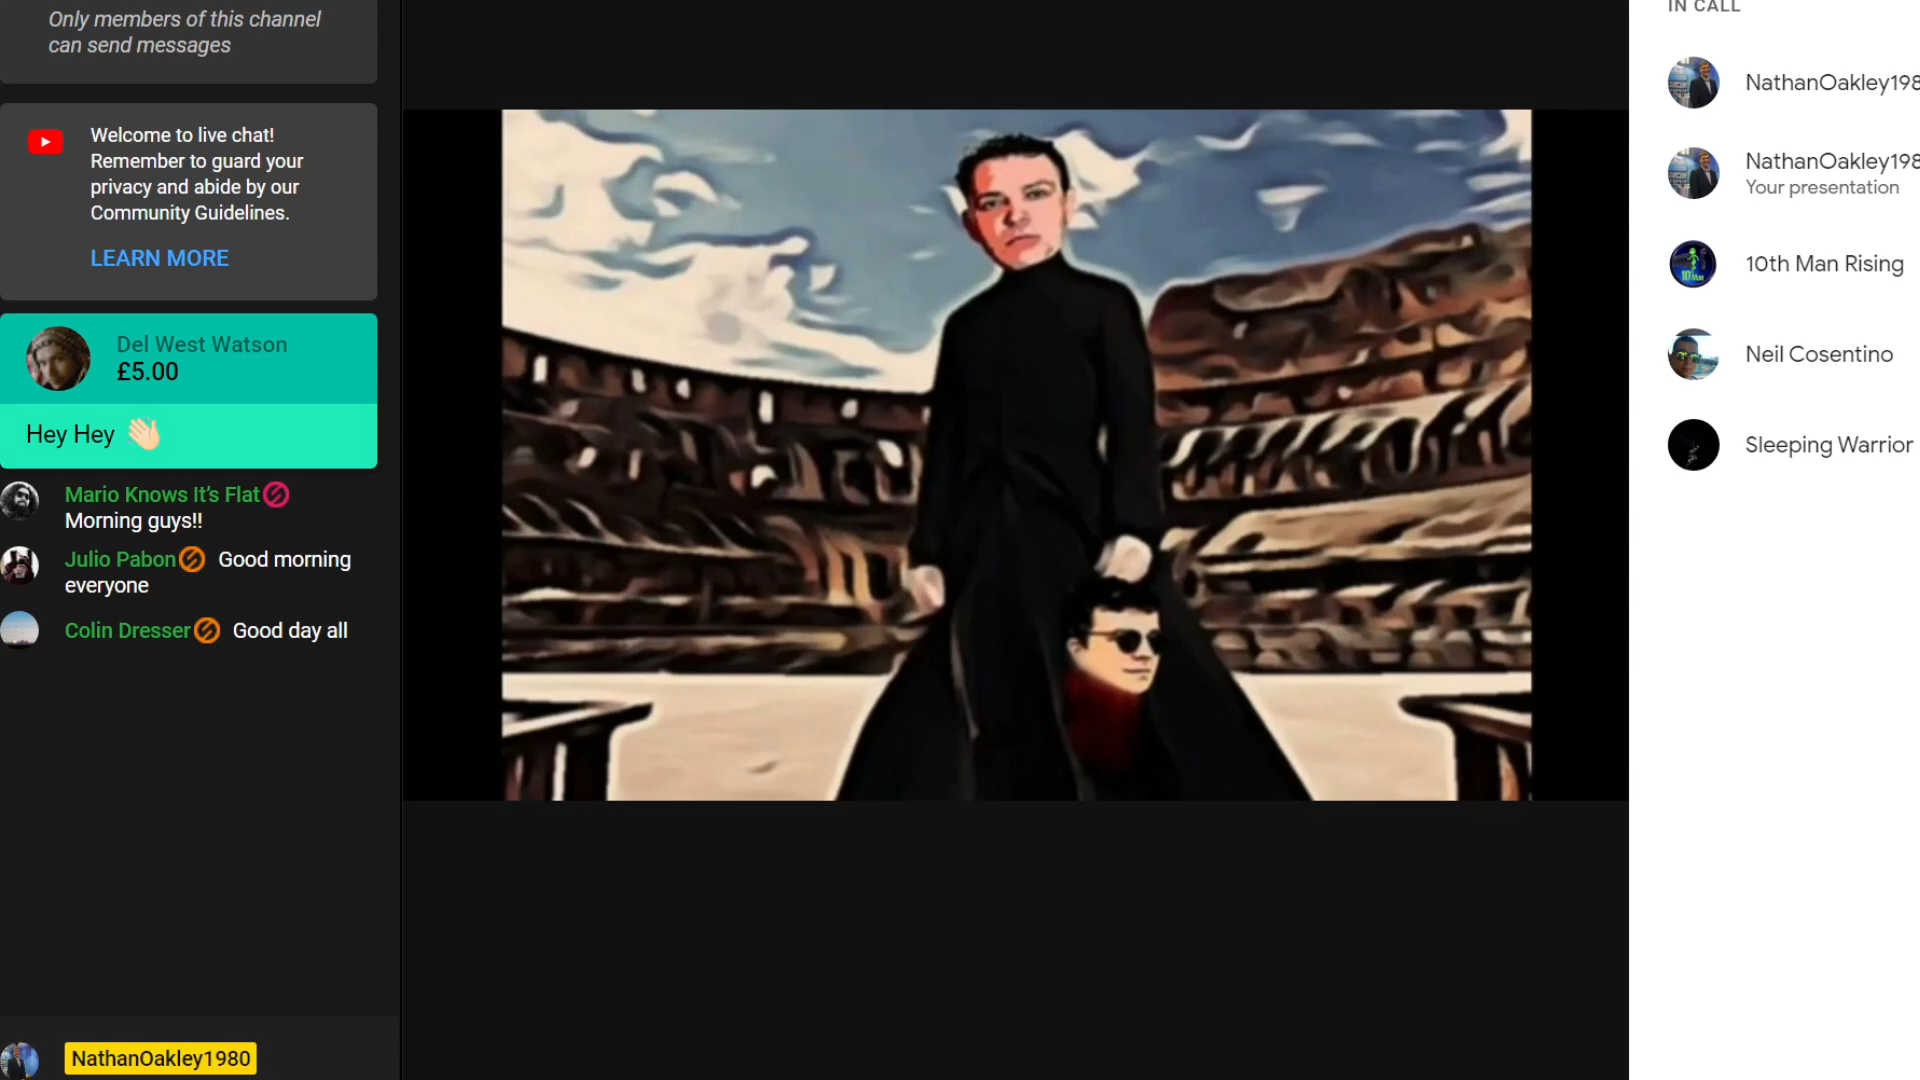 Only members of this channel
can send messages
Welcome to live chat!
Remember to guard your
privacy and abide by our
Community Guidelines.
LEARN MORE
Del West Watson
£5.00
Hey Hey
Mario Knows It's Flat
Morning guys!!
Julio Pabon Good morning
everyone
Colin Dresser Good day all
NathanOakley1980
IN CALL
NathanOakley198
NathanOakley198
Your presentation
10th Man Rising
Neil Cosentino
Sleeping Warrior